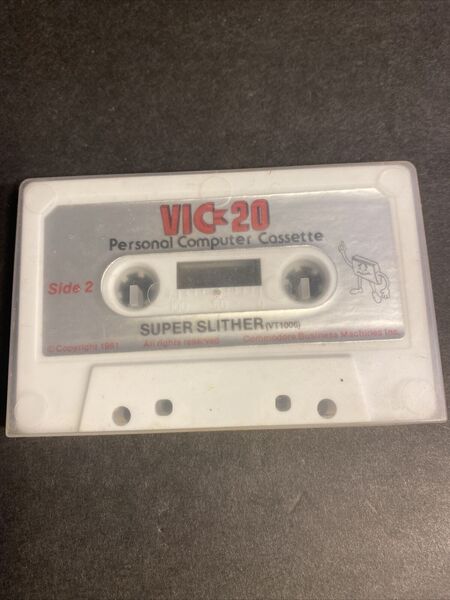 VIC-20
Personal Computer Cassette
Side 2
SUPER SLITHER (VT1006)
© Copyright 1981 All rights reserved Commodore Business Machines Inc.